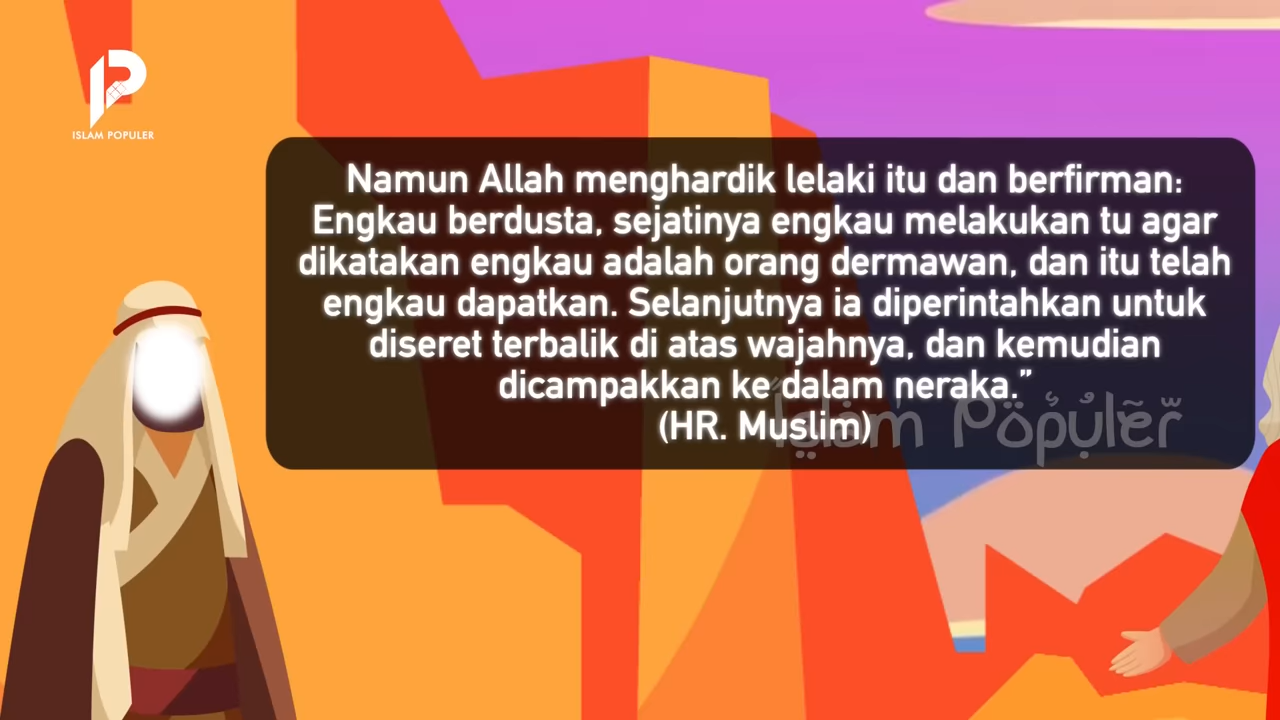 ISLAM POPULER
Namun Allah menghardik lelaki itu dan berfirman:
Engkau berdusta, sejatinya engkau melakukan tu agar
dikatakan engkau adalah orang dermawan, dan itu telah
engkau dapatkan. Selanjutnya ia diperintahkan untuk
diseret terbalik di atas wajahnya, dan kemudian
dicampakkan ke dalam neraka.”
(HR. Muslim)
Islam Populer